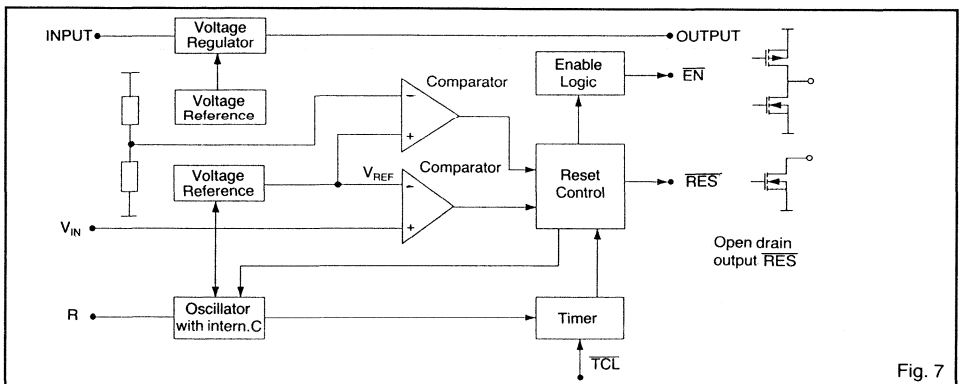 INPUT
Voltage
Regulator
OUTPUT
Voltage
Reference
Comparator
Enable
Logic
EN
−
+
Voltage
Reference
VREF
Comparator
−
+
Reset
Control
RES
VIN
Open drain
output RES
R
Oscillator
with intern.C
Timer
TCL
Fig. 7